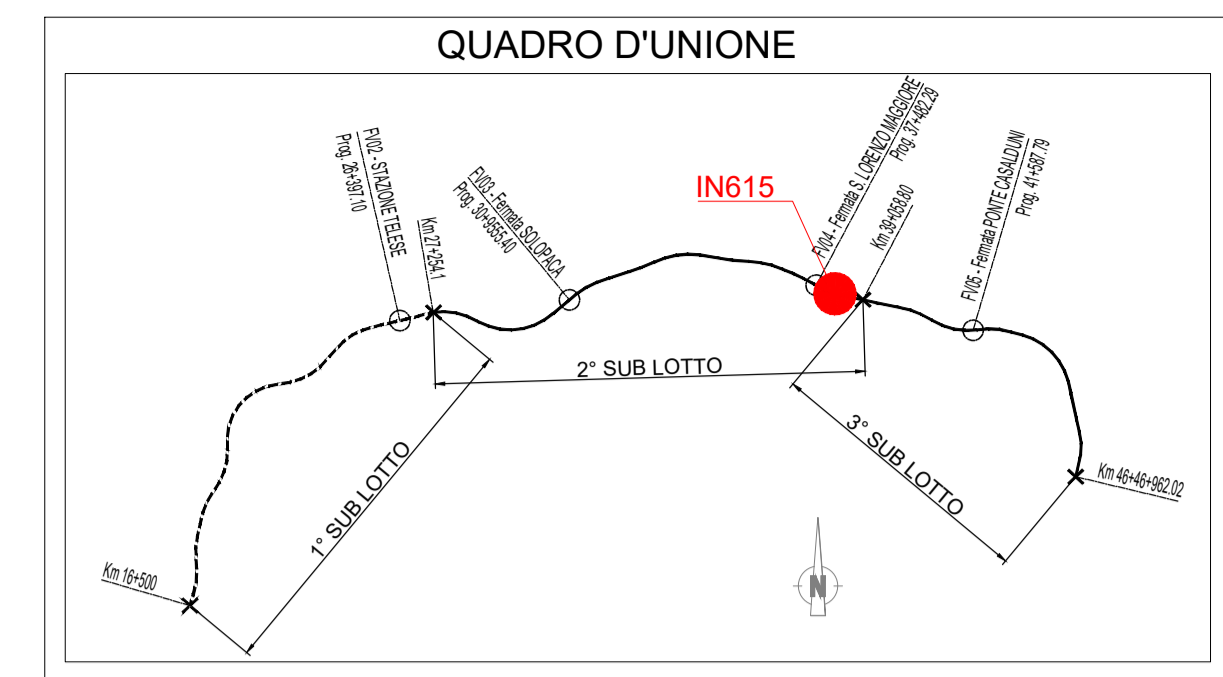 QUADRO D'UNIONE
FV02 - STAZIONE TELESE
Prog. 26+397.10
Km 27+254.1
FV03 - Fermata SOLOPACA
Prog. 30+9555.40
IN615
FV04 - Fermata S. LORENZO MAGGIORE
Prog. 37+482.29
Km 39+058.80
FV05 - Fermata PONTE CASALDUNI
Prog. 41+587.79
2° SUB LOTTO
1° SUB LOTTO
3° SUB LOTTO
Km 46+46+962.02
Km 16+500
N